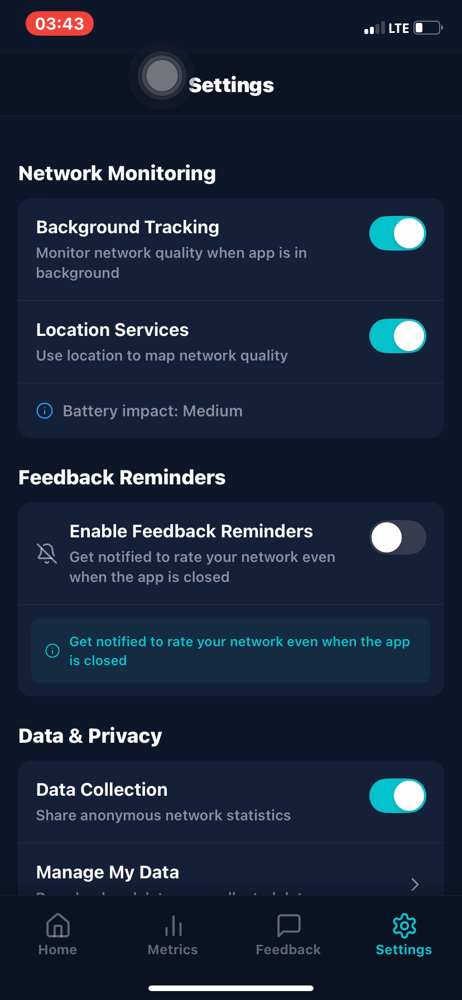 03:43
LTE
Settings
Network Monitoring
Background Tracking
Monitor network quality when app is in
background
Location Services
Use location to map network quality
Battery impact: Medium
Feedback Reminders
Enable Feedback Reminders
Get notified to rate your network even
when the app is closed
Get notified to rate your network even when the app
is closed
Data & Privacy
Data Collection
Share anonymous network statistics
Manage My Data
Home
Metrics
Feedback
Settings